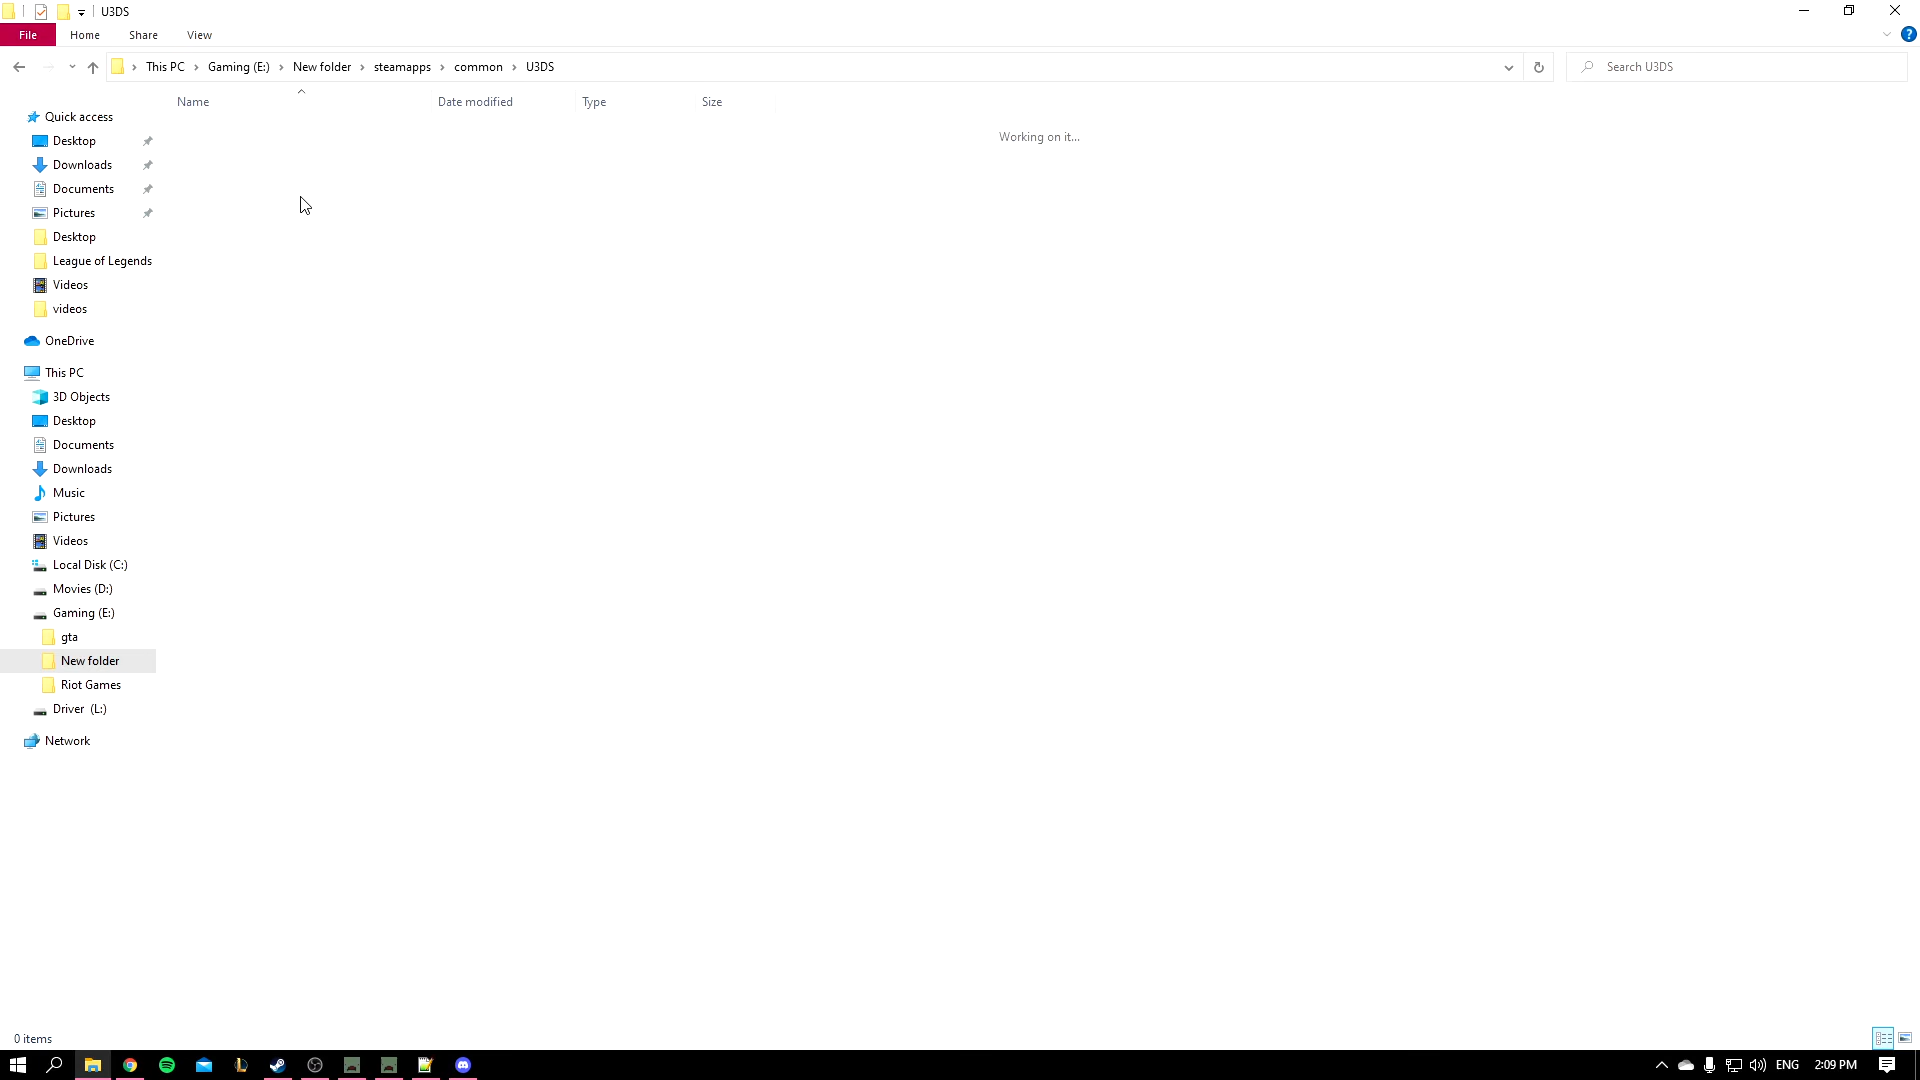 U3DS
File
Home
Share
View
This PC
Gaming (E:)
New folder
steamapps
common
U3DS
Search U3DS
Name
Date modified
Type
Size
Working on it...
Quick access
Desktop
Downloads
Documents
Pictures
Desktop
League of Legends
Videos
videos
OneDrive
This PC
3D Objects
Desktop
Documents
Downloads
Music
Pictures
Videos
Local Disk (C:)
Movies (D:)
Gaming (E:)
gta
New folder
Riot Games
Driver (L:)
Network
0 items
ENG
2:09 PM